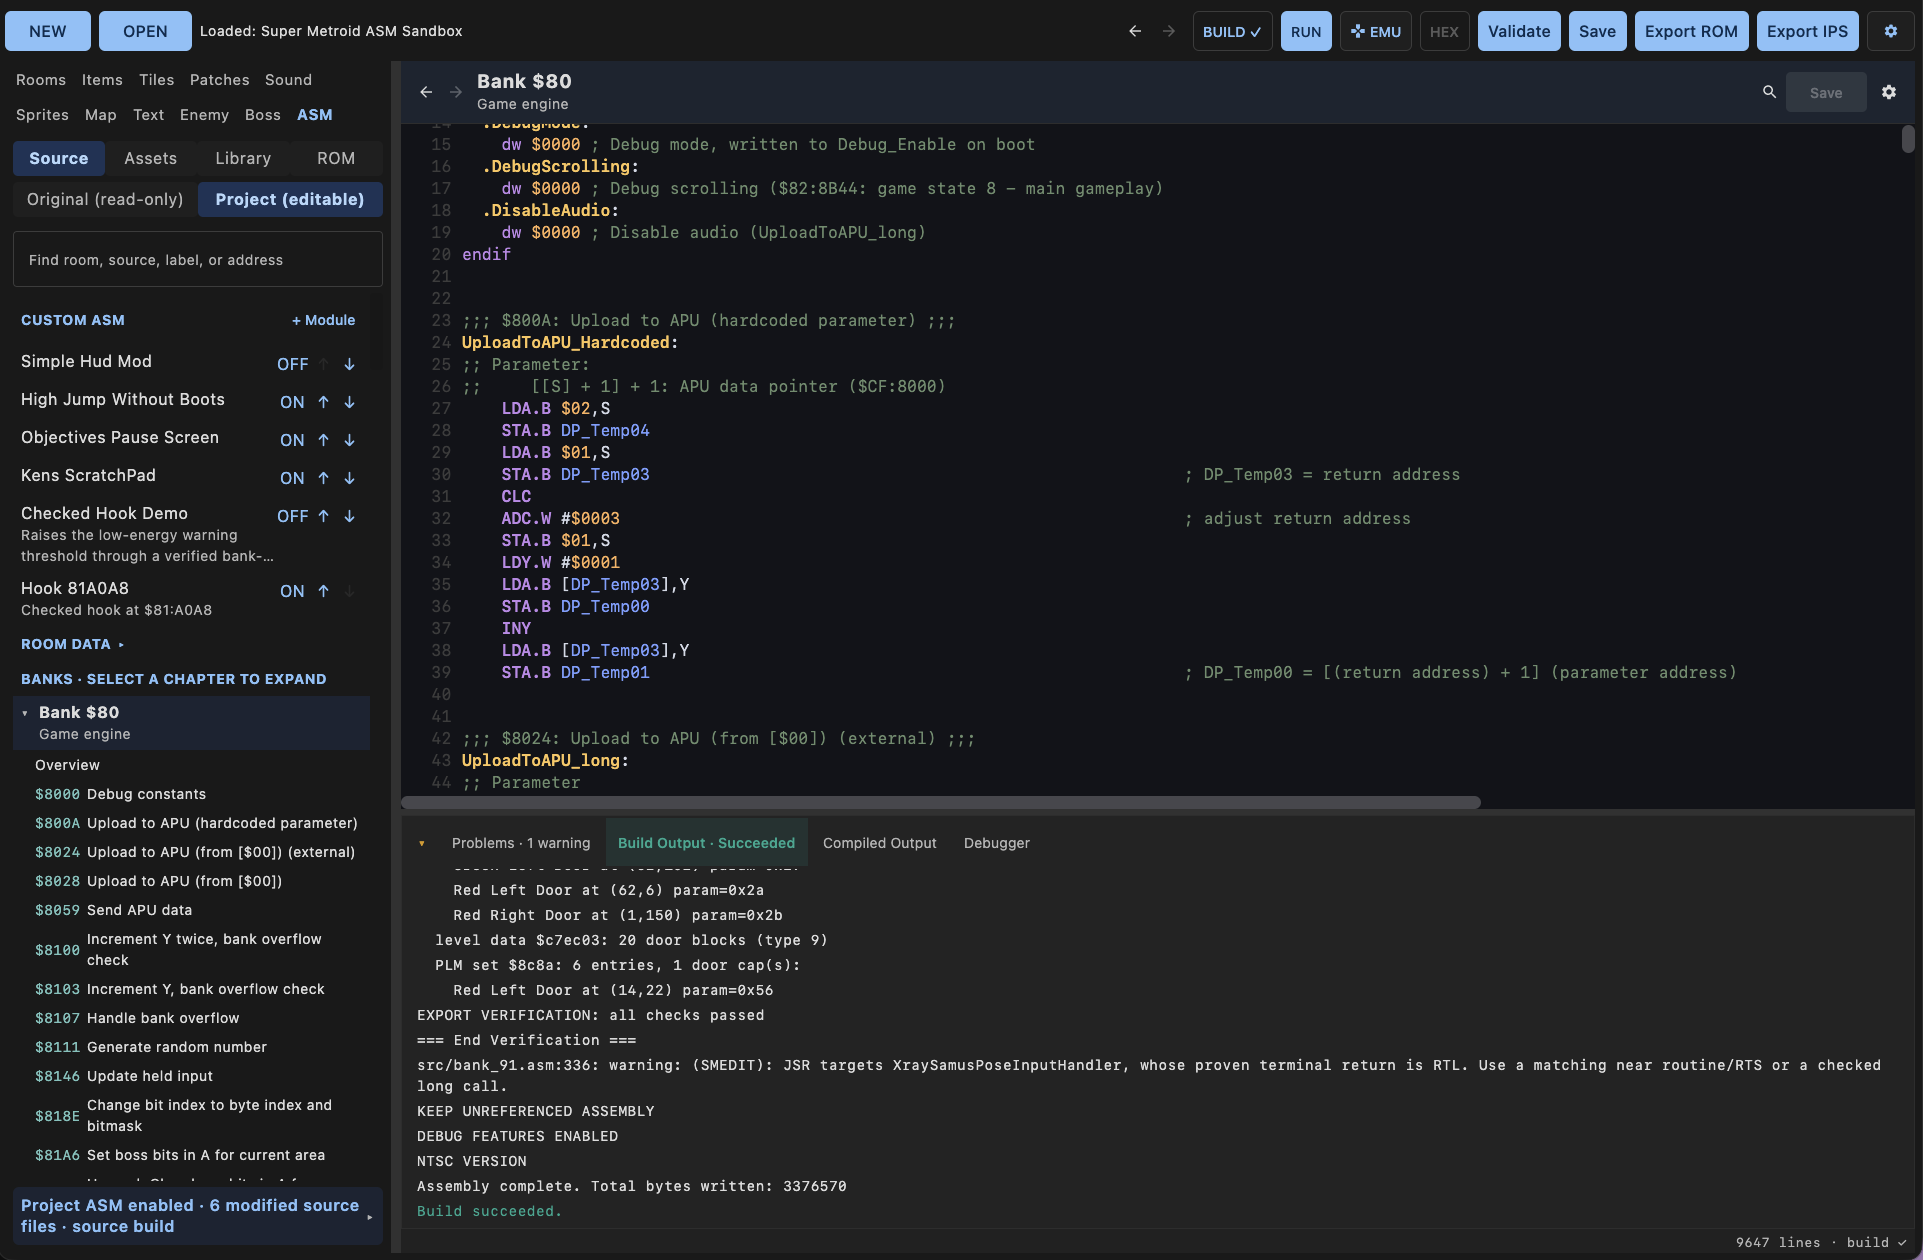 NEW
OPEN
Loaded: Super Metroid ASM Sandbox
BUILD ✓
RUN
EMU
HEX
Validate
Save
Export ROM
Export IPS
Rooms Items Tiles Patches Sound
Sprites Map Text Enemy Boss ASM
Source Assets Library ROM
Original (read-only) Project (editable)
Find room, source, label, or address
CUSTOM ASM + Module
Simple Hud Mod OFF ↑ ↓
High Jump Without Boots ON ↑ ↓
Objectives Pause Screen ON ↑ ↓
Kens ScratchPad ON ↑ ↓
Checked Hook Demo OFF ↑ ↓
Raises the low-energy warning
threshold through a verified bank-...
Hook 81A0A8 ON ↑ ↓
Checked hook at $81:A0A8
ROOM DATA ▸
BANKS · SELECT A CHAPTER TO EXPAND
▾ Bank $80
Game engine
Overview
$8000 Debug constants
$800A Upload to APU (hardcoded parameter)
$8024 Upload to APU (from [$00]) (external)
$8028 Upload to APU (from [$00])
$8059 Send APU data
$8100 Increment Y twice, bank overflow
check
$8103 Increment Y, bank overflow check
$8107 Handle bank overflow
$8111 Generate random number
$8146 Update held input
$818E Change bit index to byte index and
bitmask
$81A6 Set boss bits in A for current area
Project ASM enabled · 6 modified source
files · source build ▸
← → Bank $80
Game engine
Save
14 .DebugMode:
15 dw $0000 ; Debug mode, written to Debug_Enable on boot
16 .DebugScrolling:
17 dw $0000 ; Debug scrolling ($82:8B44: game state 8 – main gameplay)
18 .DisableAudio:
19 dw $0000 ; Disable audio (UploadToAPU_long)
20 endif
21
22
23 ;;; $800A: Upload to APU (hardcoded parameter) ;;;
24 UploadToAPU_Hardcoded:
25 ;; Parameter:
26 ;; [[S] + 1] + 1: APU data pointer ($CF:8000)
27 LDA.B $02,S
28 STA.B DP_Temp04
29 LDA.B $01,S
30 STA.B DP_Temp03 ; DP_Temp03 = return address
31 CLC
32 ADC.W #$0003 ; adjust return address
33 STA.B $01,S
34 LDY.W #$0001
35 LDA.B [DP_Temp03],Y
36 STA.B DP_Temp00
37 INY
38 LDA.B [DP_Temp03],Y
39 STA.B DP_Temp01 ; DP_Temp00 = [(return address) + 1] (parameter address)
40
41
42 ;;; $8024: Upload to APU (from [$00]) (external) ;;;
43 UploadToAPU_long:
44 ;; Parameter
▾ Problems · 1 warning Build Output · Succeeded Compiled Output Debugger
Red Left Door at (62,6) param=0x2a
Red Right Door at (1,150) param=0x2b
level data $c7ec03: 20 door blocks (type 9)
PLM set $8c8a: 6 entries, 1 door cap(s):
Red Left Door at (14,22) param=0x56
EXPORT VERIFICATION: all checks passed
=== End Verification ===
src/bank_91.asm:336: warning: (SMEDIT): JSR targets XraySamusPoseInputHandler, whose proven terminal return is RTL. Use a matching near routine/RTS or a checked
long call.
KEEP UNREFERENCED ASSEMBLY
DEBUG FEATURES ENABLED
NTSC VERSION
Assembly complete. Total bytes written: 3376570
Build succeeded.
9647 lines · build ✓